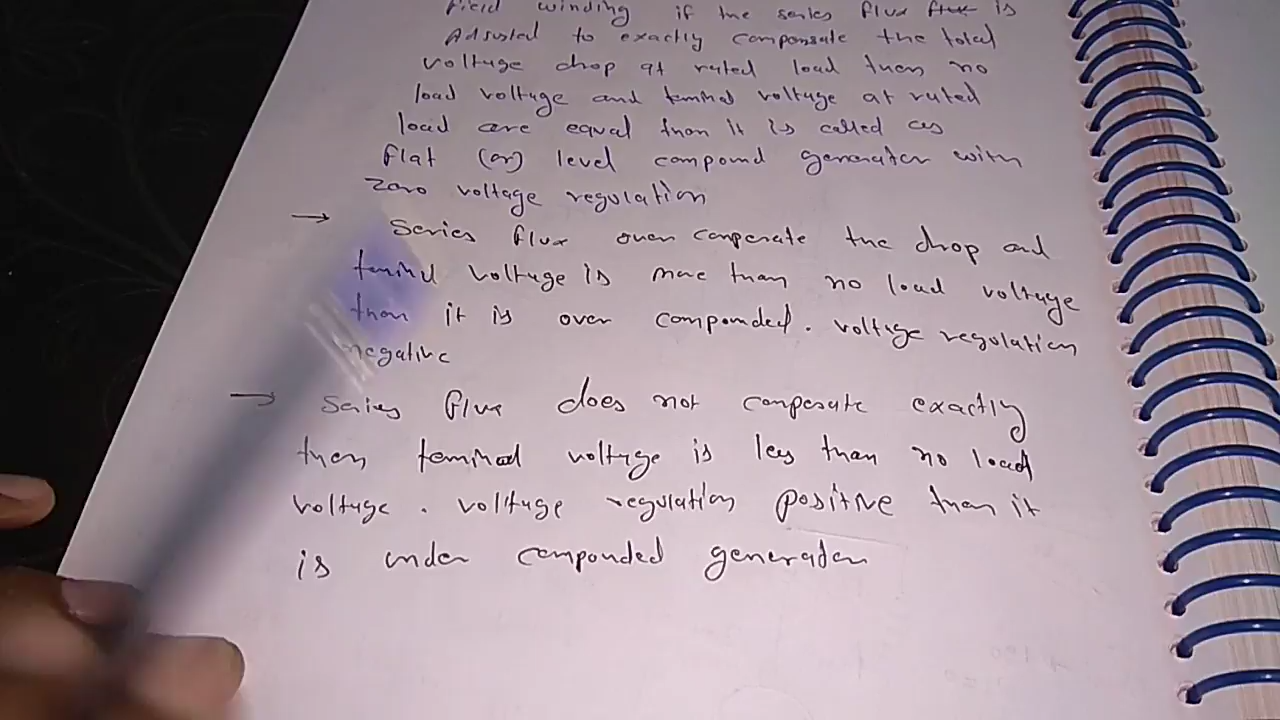 field winding if the series flux is
Adjusted to exactly compensate the total
voltage drop at rated load then no
load voltage and terminal voltage at rated
load are equal then it is called as
flat (or) level compound generator with
zero voltage regulation
→ Series flux over compensate the drop and
terminal voltage is more than no load voltage
then it is over compounded. voltage regulation
negative
→ Series flux does not compensate exactly
then terminal voltage is less than no load
voltage. voltage regulation positive then it
is under compounded generator